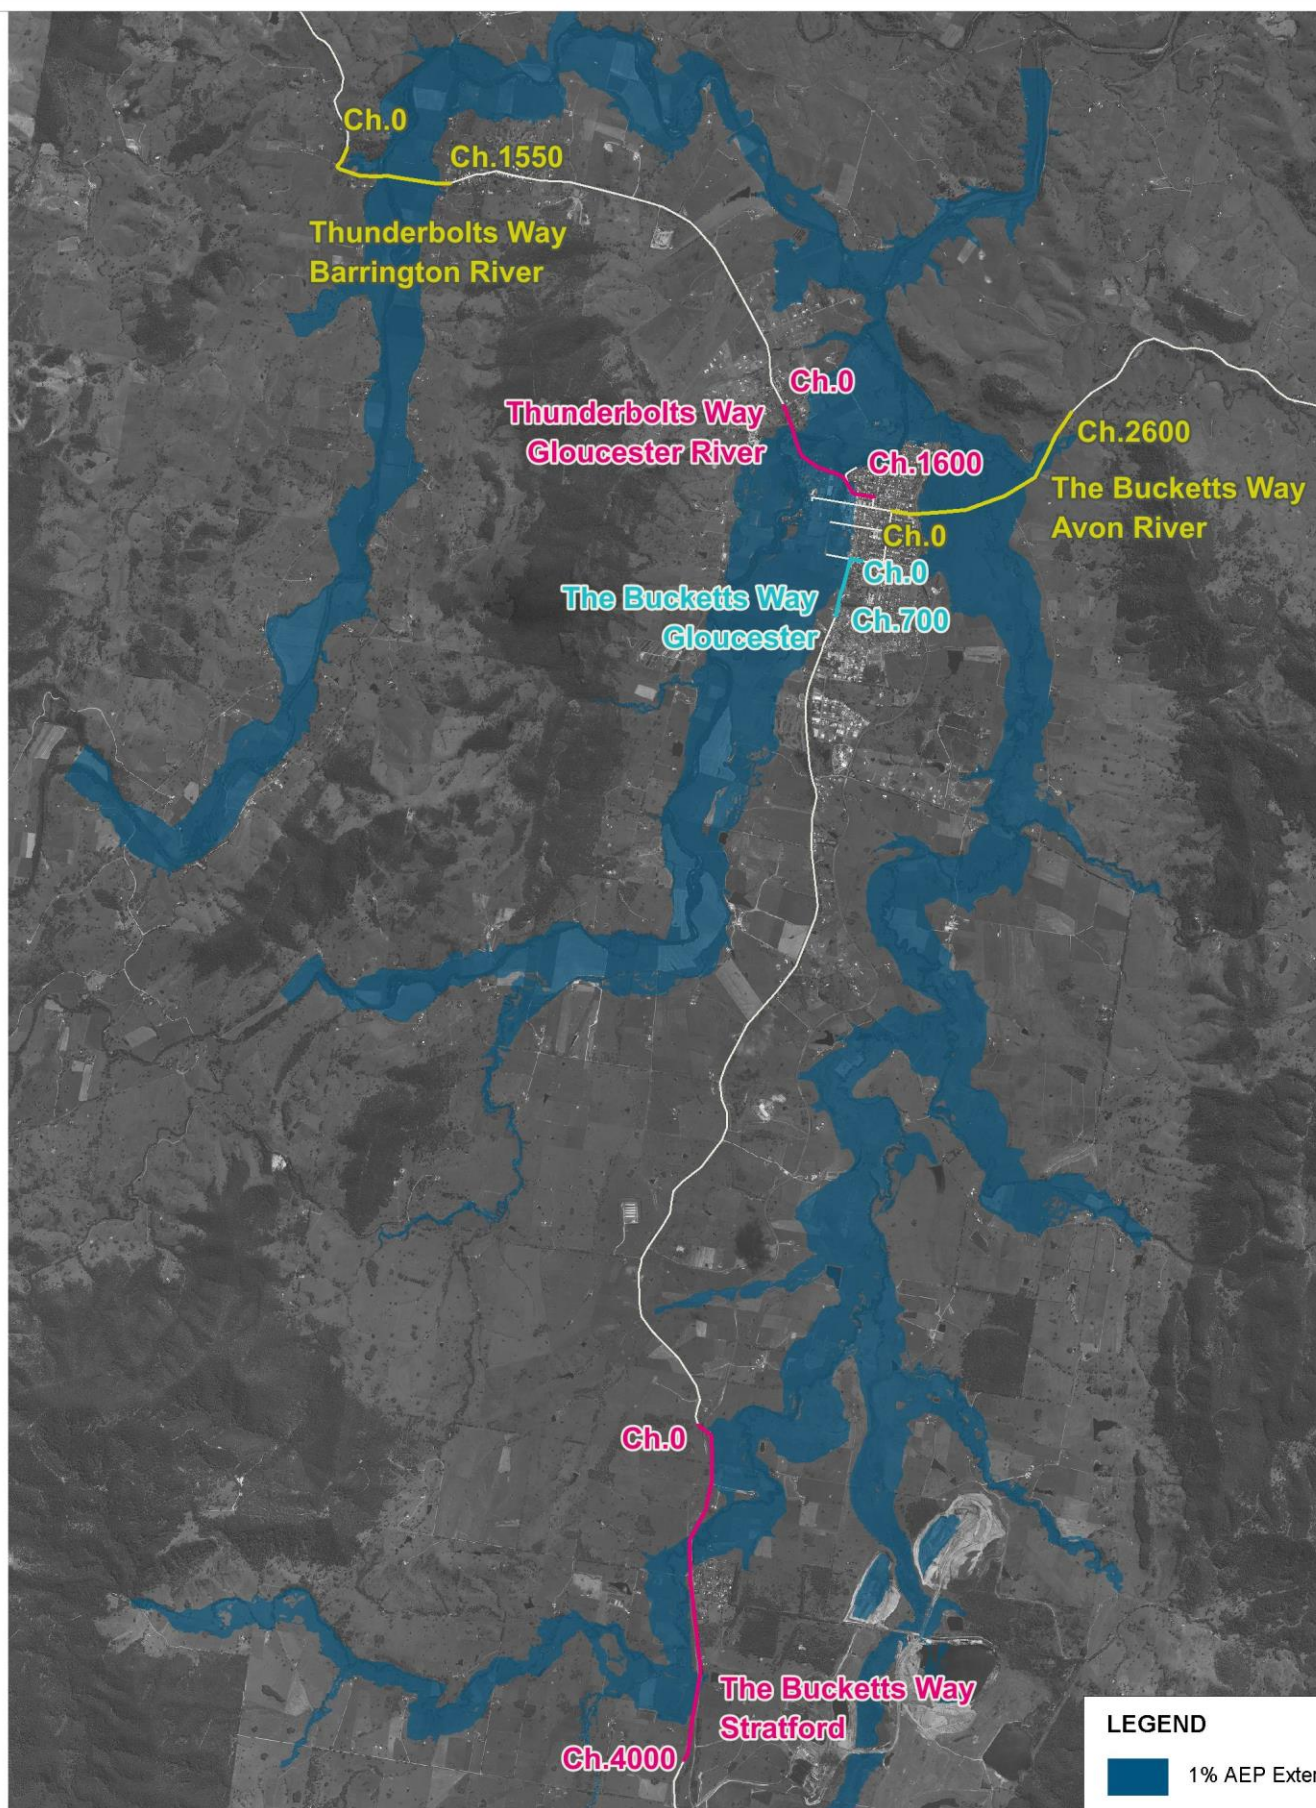 Ch.0
Ch.1550
Thunderbolts Way
Barrington River
Ch.0
Thunderbolts Way
Gloucester River
Ch.1600
Ch.2600
The Bucketts Way
Avon River
Ch.0
Ch.0
The Bucketts Way
Gloucester
Ch.700
Ch.0
The Bucketts Way
Stratford
Ch.4000
LEGEND
1% AEP Exter